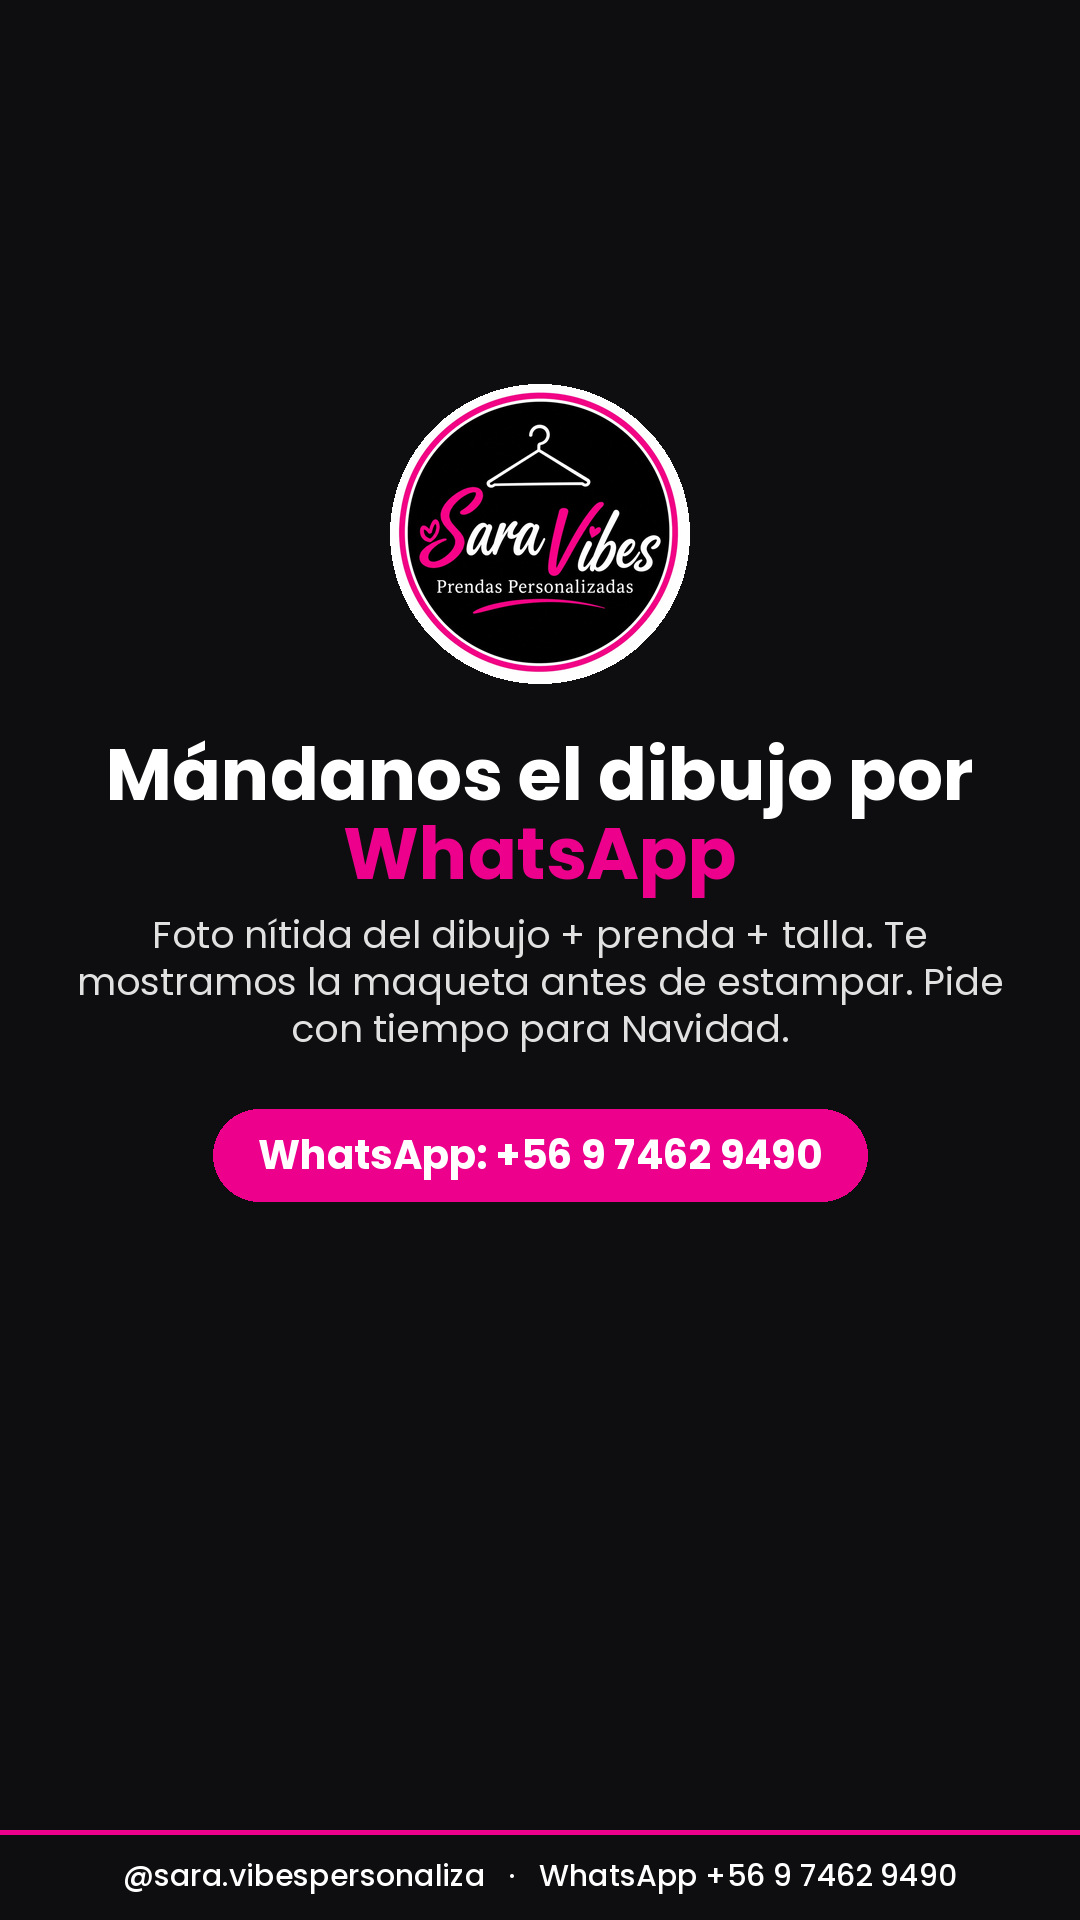 Sara Vibes
Prendas Personalizadas
Mándanos el dibujo por
WhatsApp
Foto nítida del dibujo + prenda + talla. Te
mostramos la maqueta antes de estampar. Pide
con tiempo para Navidad.
WhatsApp: +56 9 7462 9490
@sara.vibespersonaliza · WhatsApp +56 9 7462 9490